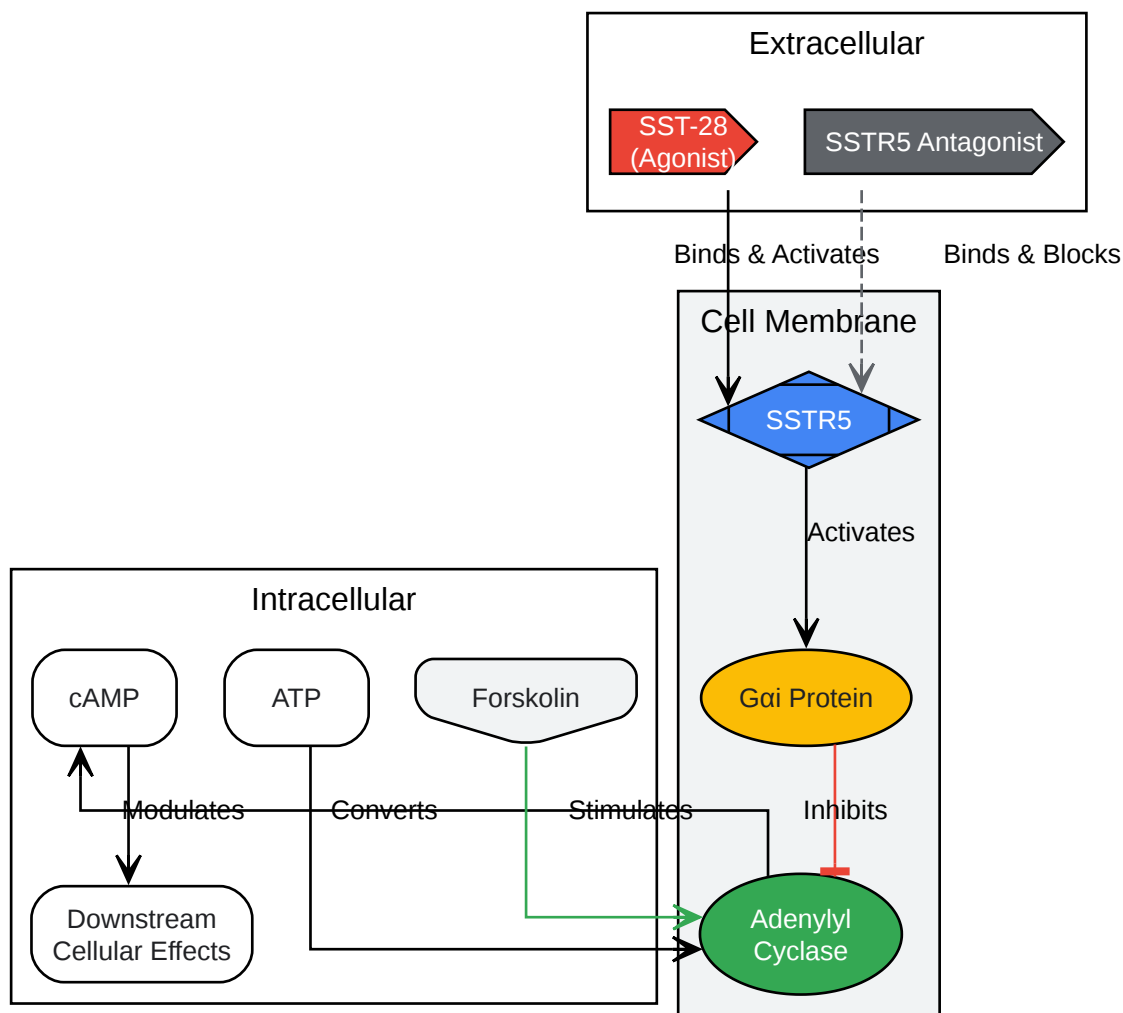 Extracellular
SST-28
(Agonist)
SSTR5 Antagonist
Binds & Activates
Binds & Blocks
Cell Membrane
SSTR5
Activates
Intracellular
cAMP
ATP
Forskolin
Gαi Protein
Modulates
Converts
Stimulates
Inhibits
Downstream
Cellular Effects
Adenylyl
Cyclase